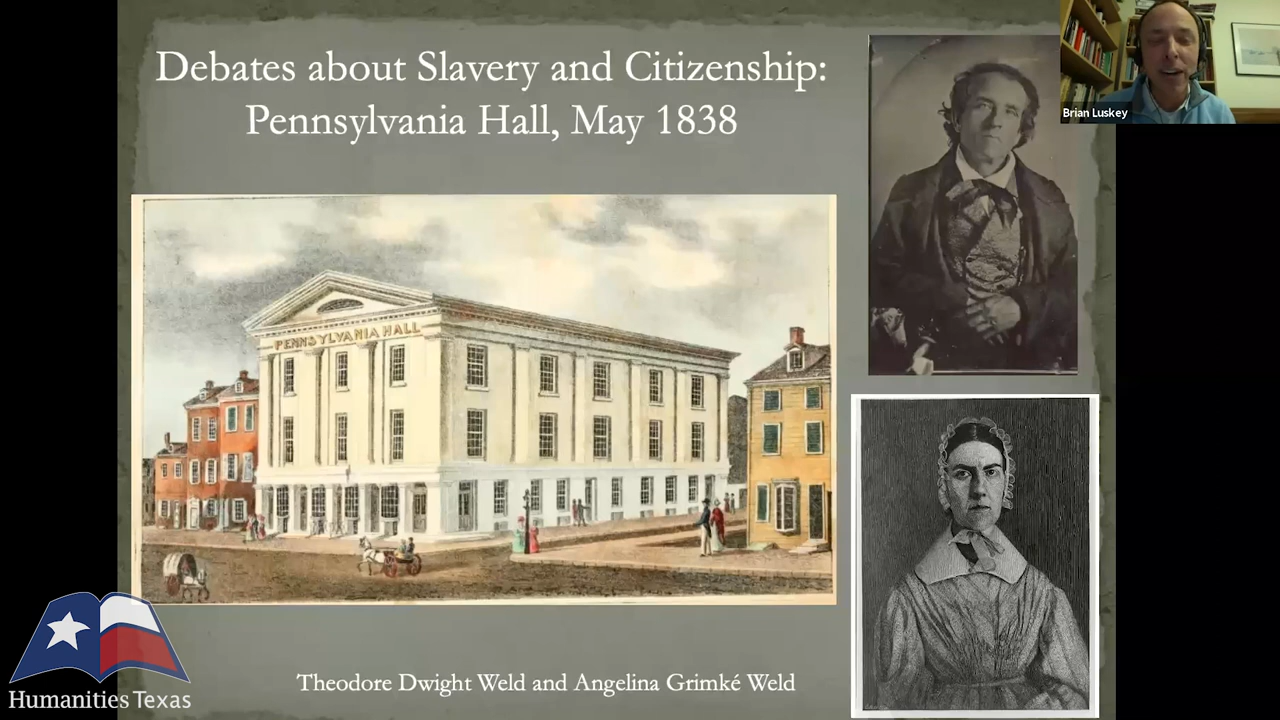 Debates about Slavery and Citizenship:
Pennsylvania Hall, May 1838
Brian Luskey
PENNSYLVANIA HALL
Theodore Dwight Weld and Angelina Grimké Weld
Humanities Texas